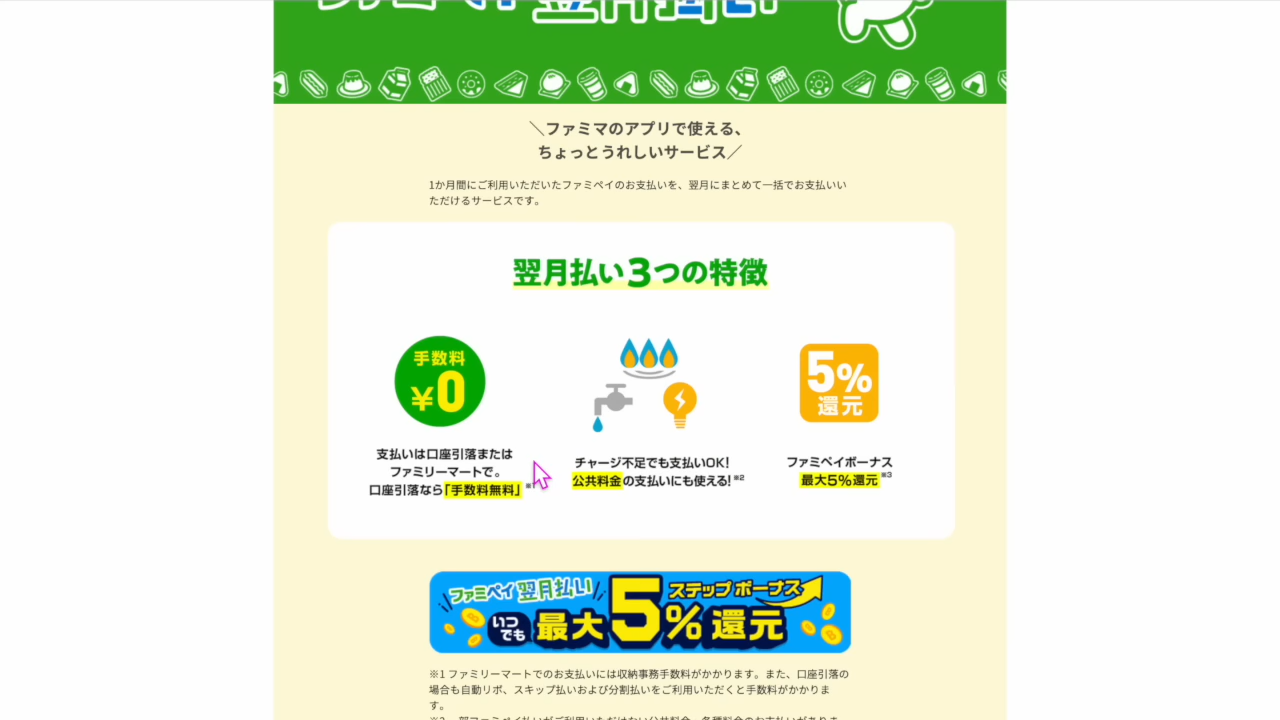 ファミペイ翌月払い
＼ファミマのアプリで使える、
ちょっとうれしいサービス／
1か月間にご利用いただいたファミペイのお支払いを、翌月にまとめて一括でお支払いい
ただけるサービスです。
翌月払い3つの特徴
手数料
¥0
支払いは口座引落または
ファミリーマートで。
口座引落なら「手数料無料」
チャージ不足でも支払いOK！
公共料金の支払いにも使える！※2
5%
還元
ファミペイボーナス
最大5%還元※3
ファミペイ翌月払い
ステップボーナス
いつでも
最大5%還元
※1 ファミリーマートでのお支払いには収納事務手数料がかかります。また、口座引落の
場合も自動リボ、スキップ払いおよび分割払いをご利用いただくと手数料がかかりま
す。